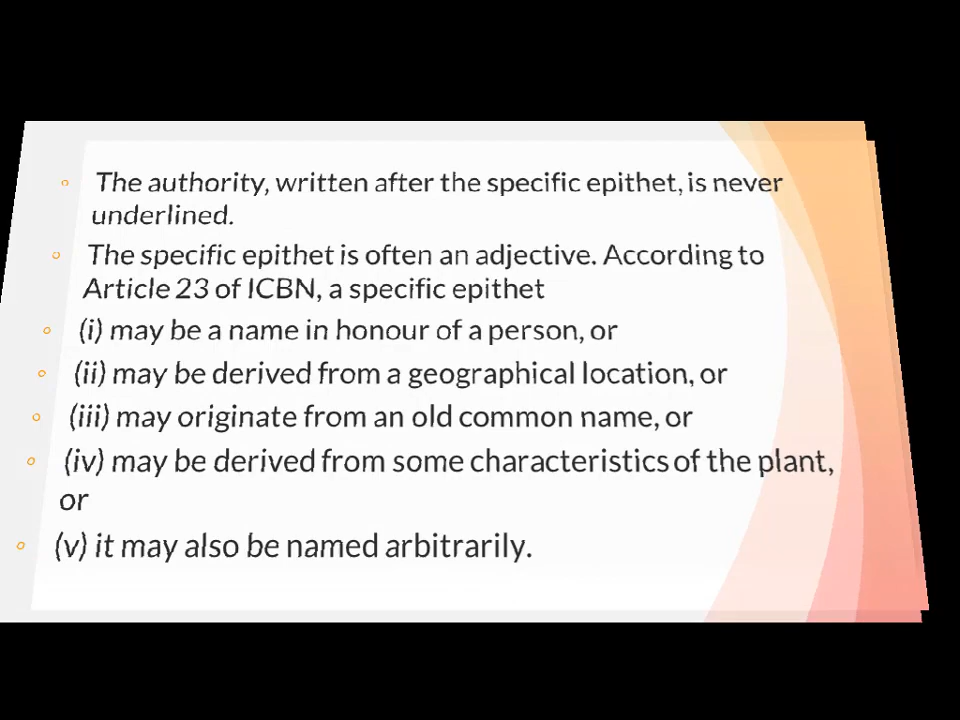 The authority, written after the specific epithet, is never
underlined.
The specific epithet is often an adjective. According to
Article 23 of ICBN, a specific epithet
(i) may be a name in honour of a person, or
(ii) may be derived from a geographical location, or
(iii) may originate from an old common name, or
(iv) may be derived from some characteristics of the plant,
or
(v) it may also be named arbitrarily.